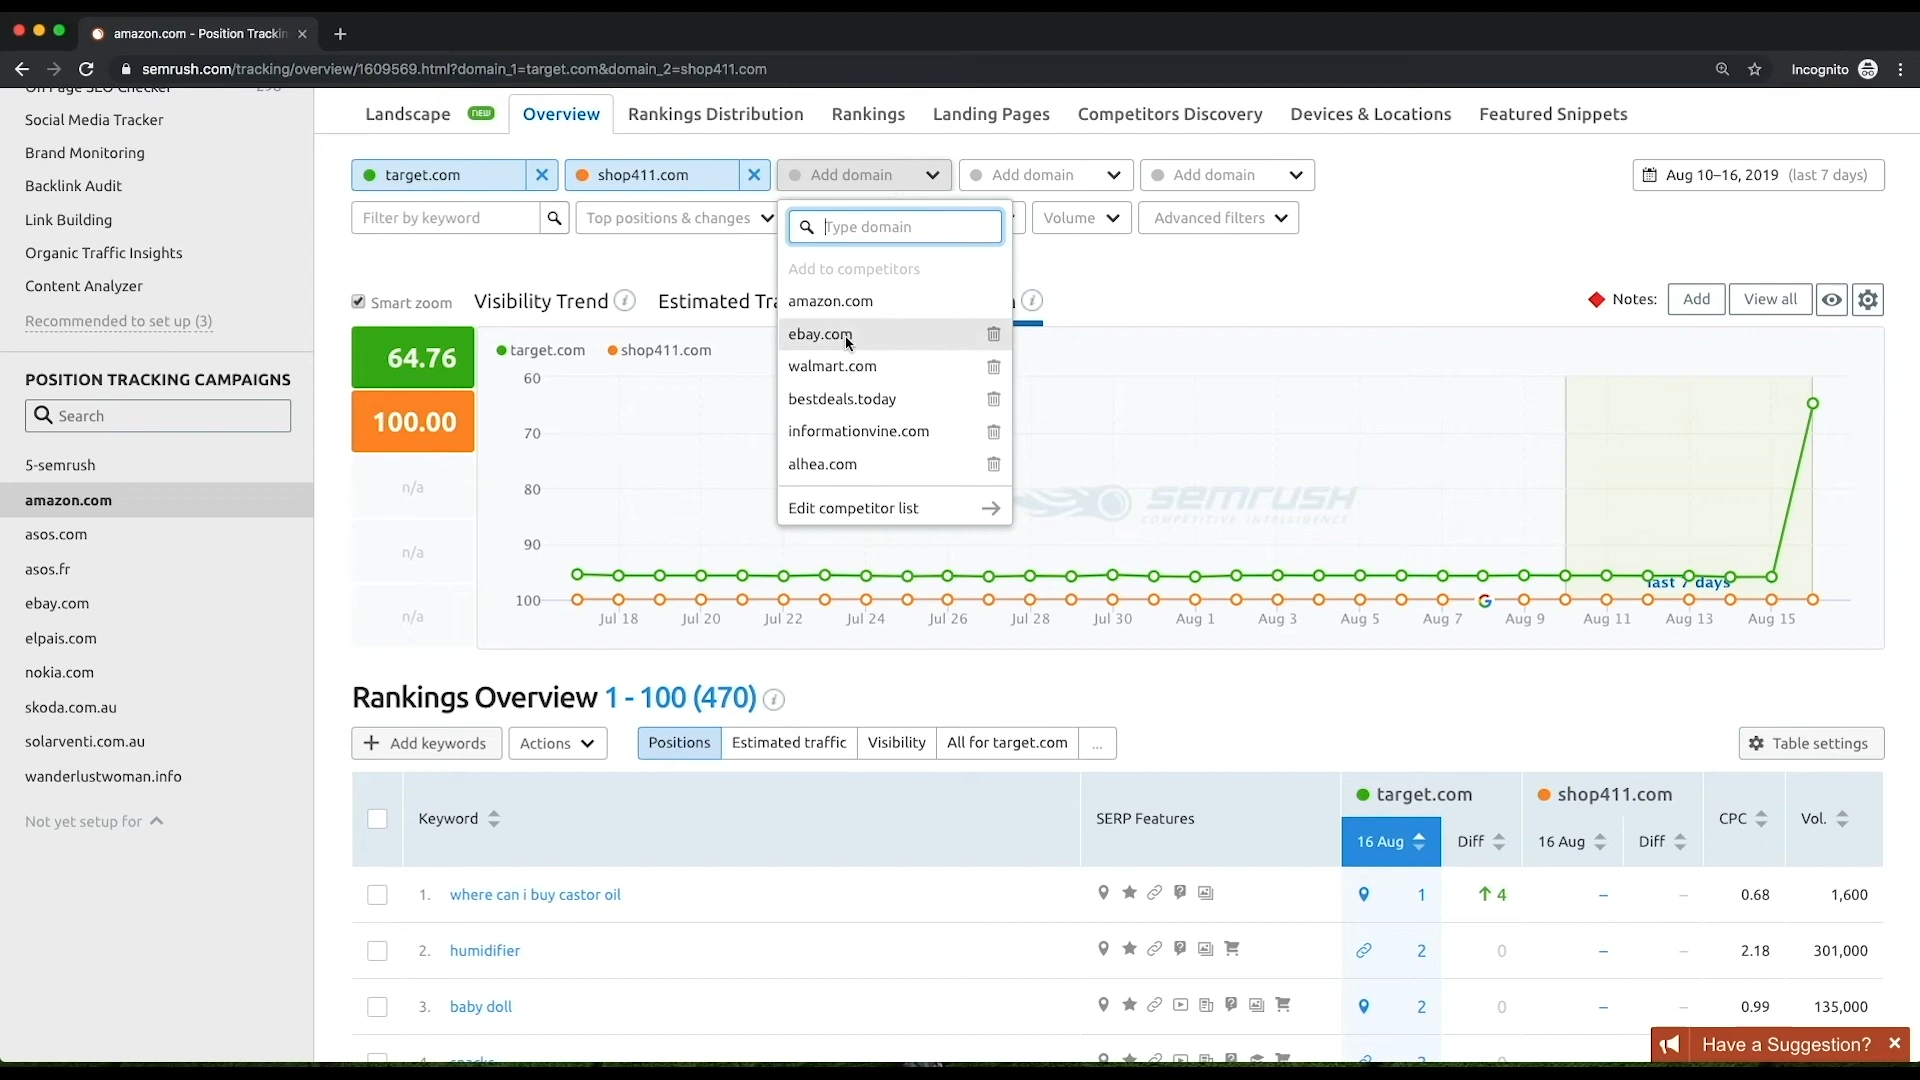 amazon.com - Position Trackin
semrush.com/tracking/overview/1609569.html?domain_1=target.com&domain_2=shop411.com
Incognito
On Page SEO Checker 298
Social Media Tracker
Brand Monitoring
Backlink Audit
Link Building
Organic Traffic Insights
Content Analyzer
Recommended to set up (3)
POSITION TRACKING CAMPAIGNS
Search
5-semrush
amazon.com
asos.com
asos.fr
ebay.com
elpais.com
nokia.com
skoda.com.au
solarventi.com.au
wanderlustwoman.info
Not yet setup for
Landscape NEW Overview Rankings Distribution Rankings Landing Pages Competitors Discovery Devices & Locations Featured Snippets
target.com shop411.com Add domain Add domain Add domain Aug 10–16, 2019 (last 7 days)
Filter by keyword Top positions & changes Volume Advanced filters
Type domain
Add to competitors
amazon.com
ebay.com
walmart.com
bestdeals.today
informationvine.com
alhea.com
Edit competitor list
Smart zoom Visibility Trend Estimated Tra
Notes: Add View all
64.76
100.00
n/a
n/a
n/a
target.com shop411.com
60
70
80
90
100
SEMRUSH
COMPETITIVE INTELLIGENCE
last 7 days
Jul 18 Jul 20 Jul 22 Jul 24 Jul 26 Jul 28 Jul 30 Aug 1 Aug 3 Aug 5 Aug 7 Aug 9 Aug 11 Aug 13 Aug 15
Rankings Overview 1 - 100 (470)
Add keywords Actions Positions Estimated traffic Visibility All for target.com ... Table settings
Keyword SERP Features target.com shop411.com CPC Vol.
16 Aug Diff 16 Aug Diff
1. where can i buy castor oil 1 ↑ 4 – – 0.68 1,600
2. humidifier 2 0 – – 2.18 301,000
3. baby doll 2 0 – – 0.99 135,000
4. snacks
Have a Suggestion?